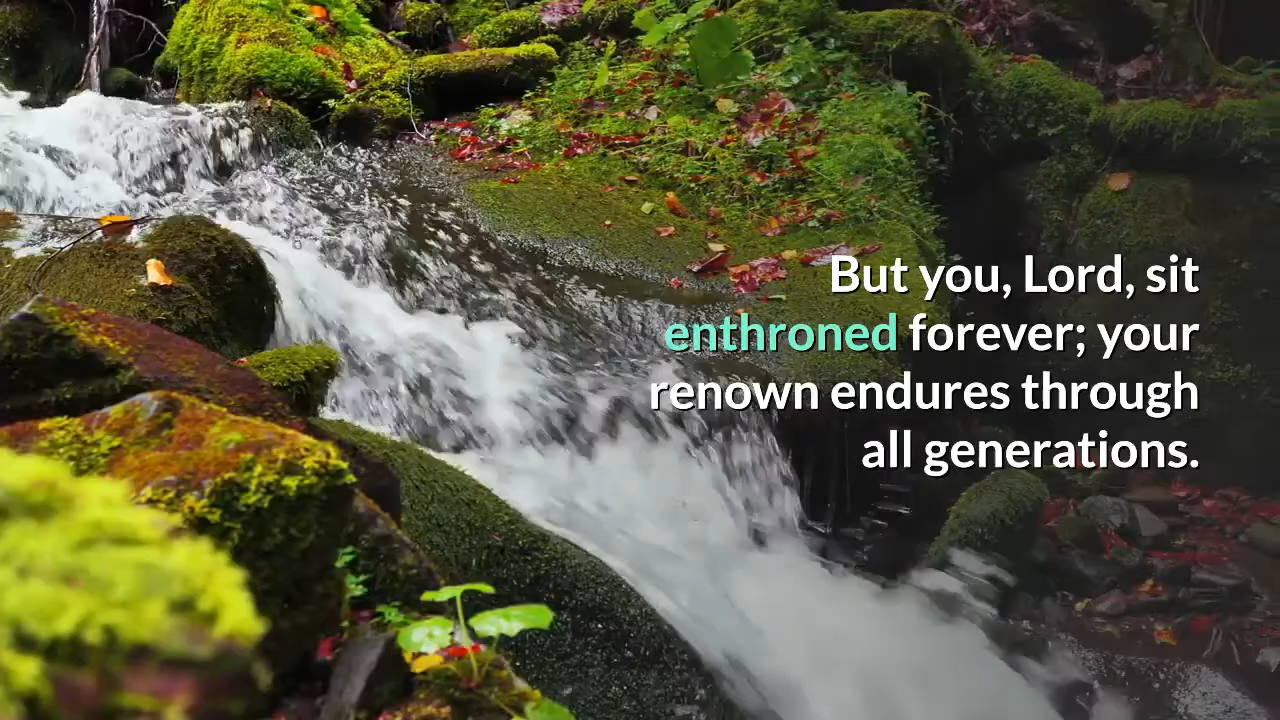 But you, Lord, sit
enthroned forever; your
renown endures through
all generations.